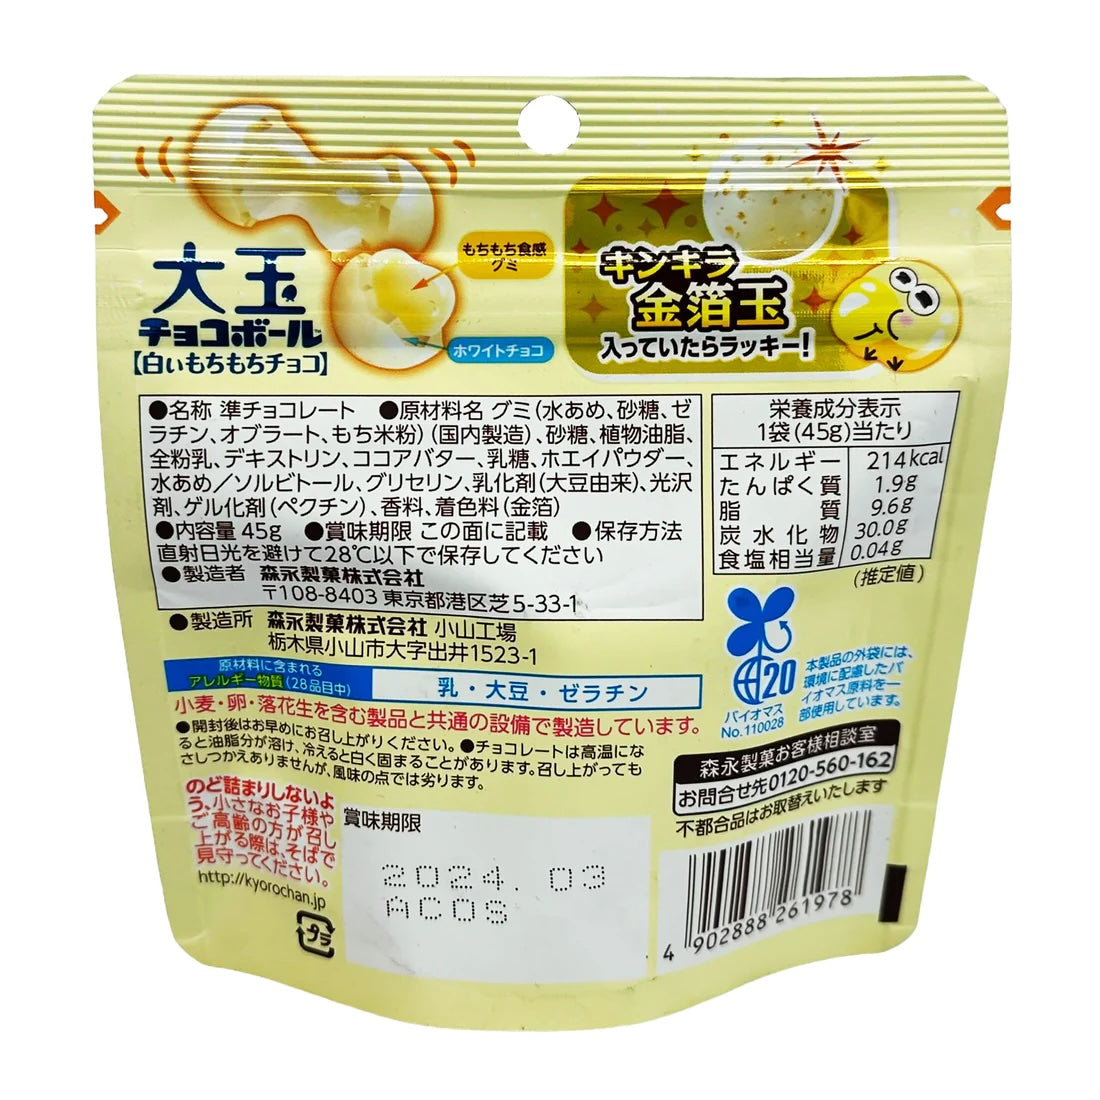 もちもち食感
グミ
大玉
チョコボール™
【白いもちもちチョコ】
ホワイトチョコ
キンキラ
金箔玉
入っていたらラッキー!
●名称 準チョコレート ●原材料名 グミ(水あめ、砂糖、ゼ
ラチン、オブラート、もち米粉)(国内製造)、砂糖、植物油脂、
全粉乳、デキストリン、ココアバター、乳糖、ホエイパウダー、
水あめ/ソルビトール、グリセリン、乳化剤(大豆由来)、光沢
剤、ゲル化剤(ペクチン)、香料、着色料(金箔)
●内容量 45g ●賞味期限 この面に記載 ●保存方法
直射日光を避けて28℃以下で保存してください
●製造者 森永製菓株式会社
〒108-8403 東京都港区芝5-33-1
●製造所 森永製菓株式会社 小山工場
栃木県小山市大字出井1523-1
栄養成分表示
1袋(45g)当たり
エネルギー 214kcal
たんぱく質 1.9g
脂質 9.6g
炭水化物 30.0g
食塩相当量 0.04g
(推定値)
原材料に含まれる
アレルギー物質(28品目中)
乳・大豆・ゼラチン
小麦・卵・落花生を含む製品と共通の設備で製造しています。
●開封後はお早めにお召し上がりください。●チョコレートは高温にな
ると油脂分が溶け、冷えると白く固まることがあります。召し上がっても
さしつかえありませんが、風味の点では劣ります。
20
バイオマス
No.110028
本製品の外袋には、
環境に配慮したバ
イオマス原料を一
部使用しています。
森永製菓お客様相談室
お問合せ先0120-560-162
不都合品はお取替えいたします
のど詰まりしないよ
う、小さなお子様や
ご高齢の方が召し
上がる際は、そばで
見守ってください。
http://kyorochan.jp
プラ
賞味期限
2024.03
ACOS
4 902888 261978